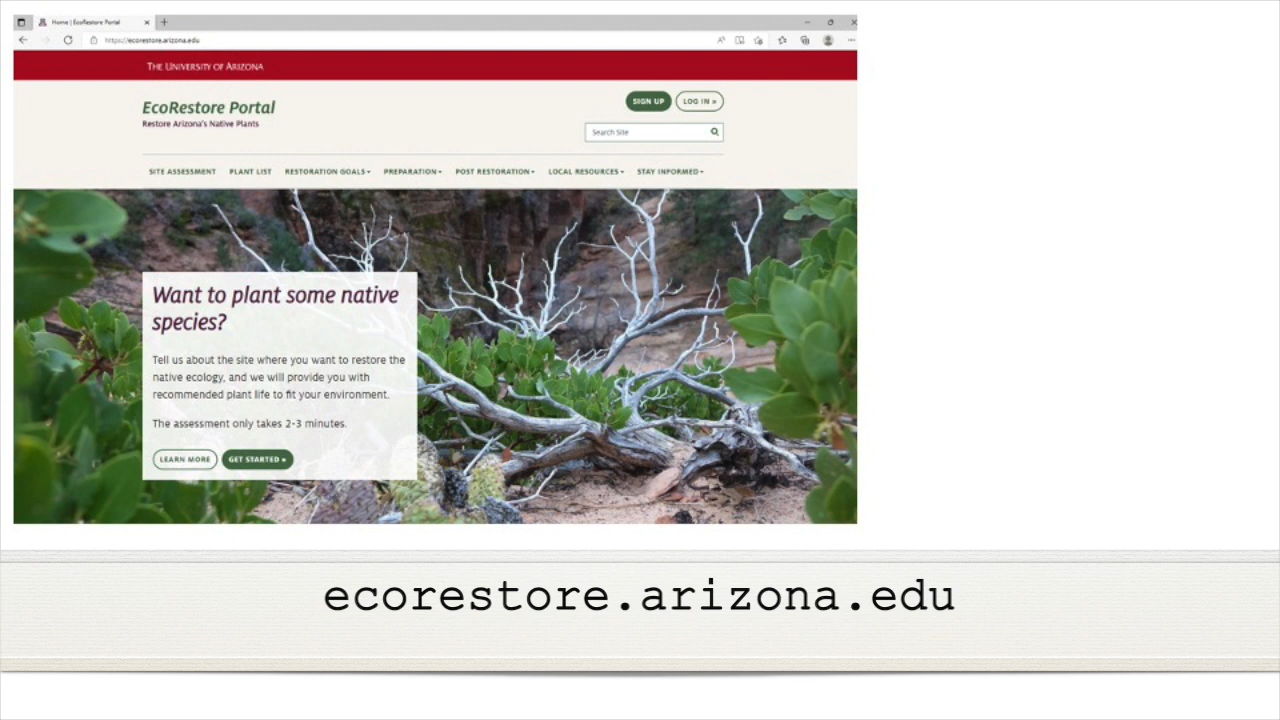 Home | EcoRestore Portal
https://ecorestore.arizona.edu
THE UNIVERSITY OF ARIZONA
EcoRestore Portal
Restore Arizona's Native Plants
SIGN UP
LOG IN »
Search Site
SITE ASSESSMENT PLANT LIST RESTORATION GOALS PREPARATION POST RESTORATION LOCAL RESOURCES STAY INFORMED
Want to plant some native
species?
Tell us about the site where you want to restore the
native ecology, and we will provide you with
recommended plant life to fit your environment.
The assessment only takes 2-3 minutes.
LEARN MORE GET STARTED »
ecorestore.arizona.edu